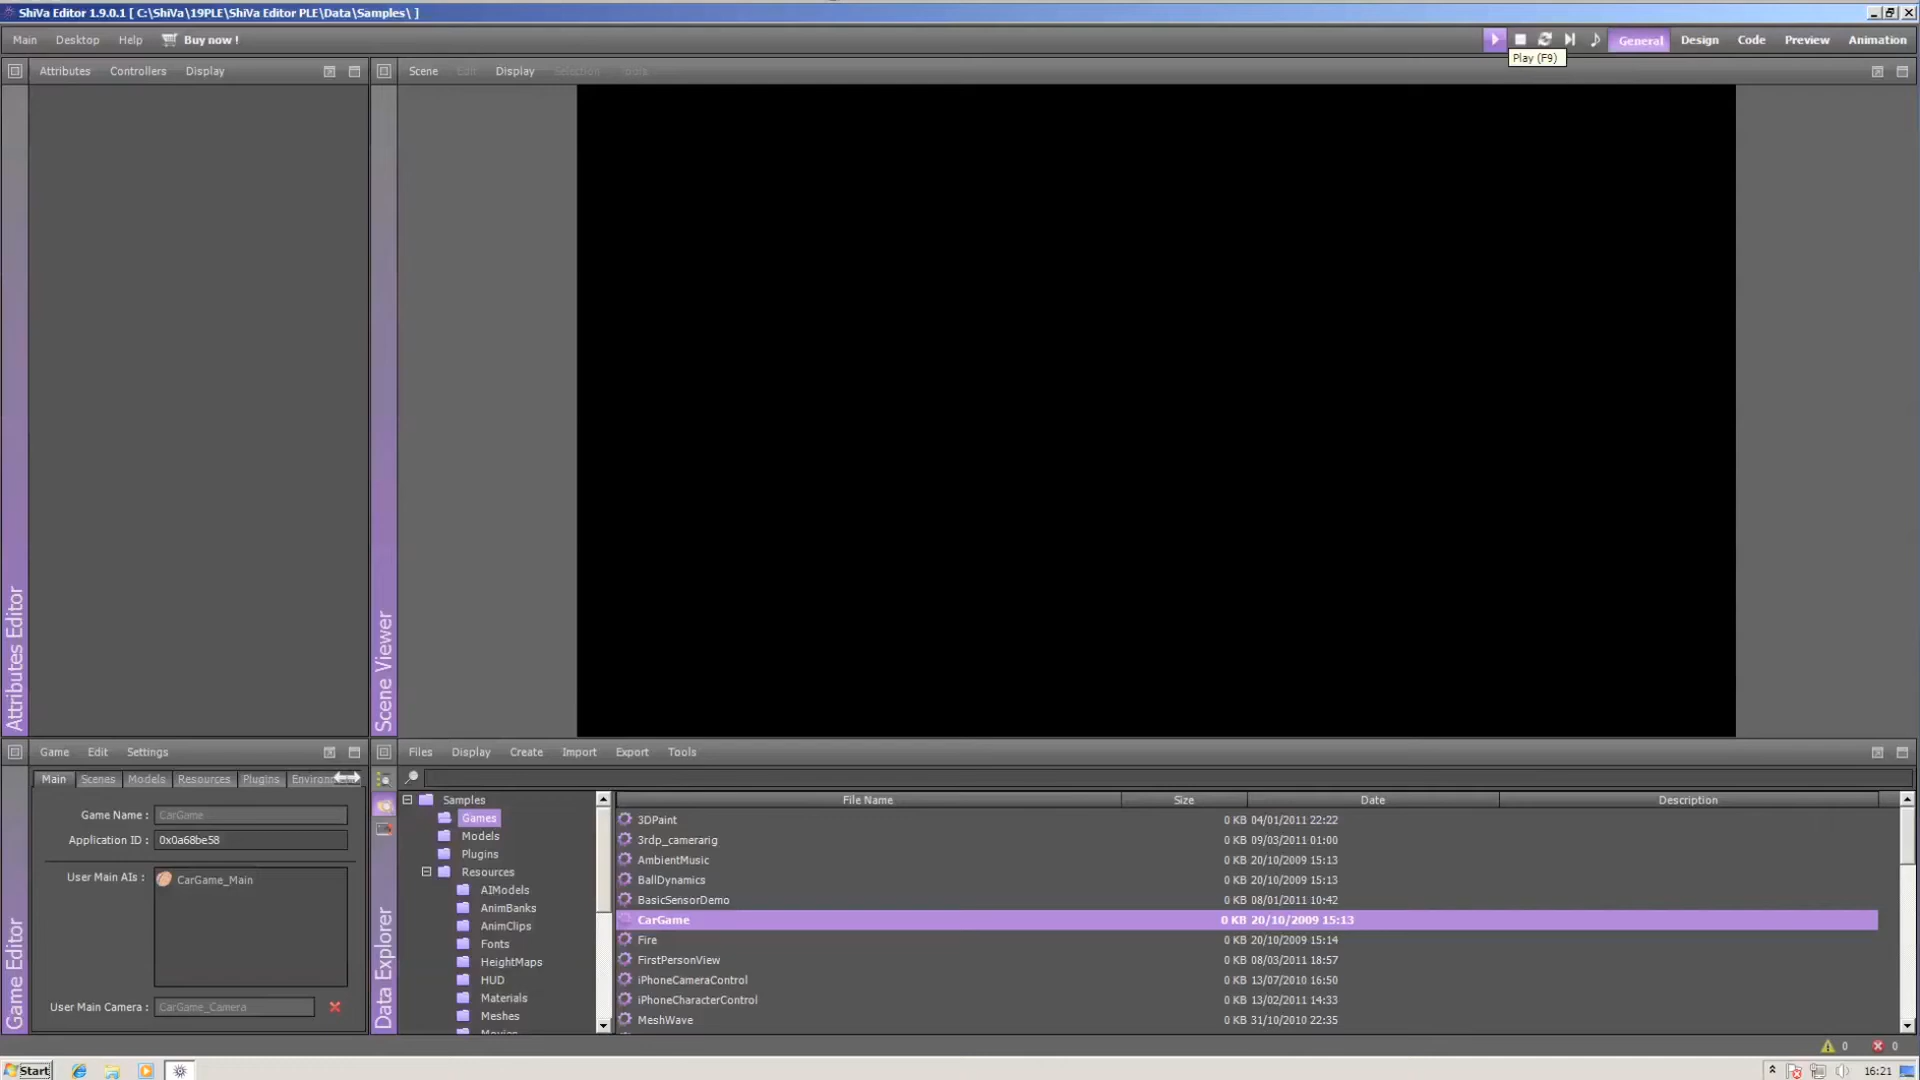 ShiVa Editor 1.9.0.1 [ C:\ShiVa\19PLE\ShiVa Editor PLE\Data\Samples\ ]
Main Desktop Help Buy now ! General Design Code Preview Animation
Play (F9)
Attributes Controllers Display
Scene Edit Display Selection
Attributes Editor
Scene Viewer
Game Edit Settings
Main Scenes Models Resources Plugins
Game Name : CarGame
Application ID : 0x0a68be58
User Main AIs : CarGame_Main
User Main Camera : CarGame_Camera
Game Editor
Files Display Create Import Export Tools
Data Explorer
Samples
Games
Models
Plugins
Resources
AIModels
AnimBanks
AnimClips
Fonts
HeightMaps
HUD
Materials
Meshes
File Name Size Date Description
3DPaint 0 KB 04/01/2011 22:22
3rdp_camerarig 0 KB 09/03/2011 01:00
AmbientMusic 0 KB 20/10/2009 15:13
BallDynamics 0 KB 20/10/2009 15:13
BasicSensorDemo 0 KB 08/01/2011 10:42
CarGame 0 KB 20/10/2009 15:13
Fire 0 KB 20/10/2009 15:14
FirstPersonView 0 KB 08/03/2011 18:57
iPhoneCameraControl 0 KB 13/07/2010 16:50
iPhoneCharacterControl 0 KB 13/02/2011 14:33
MeshWave 0 KB 31/10/2010 22:35
0 0
Start 16:21